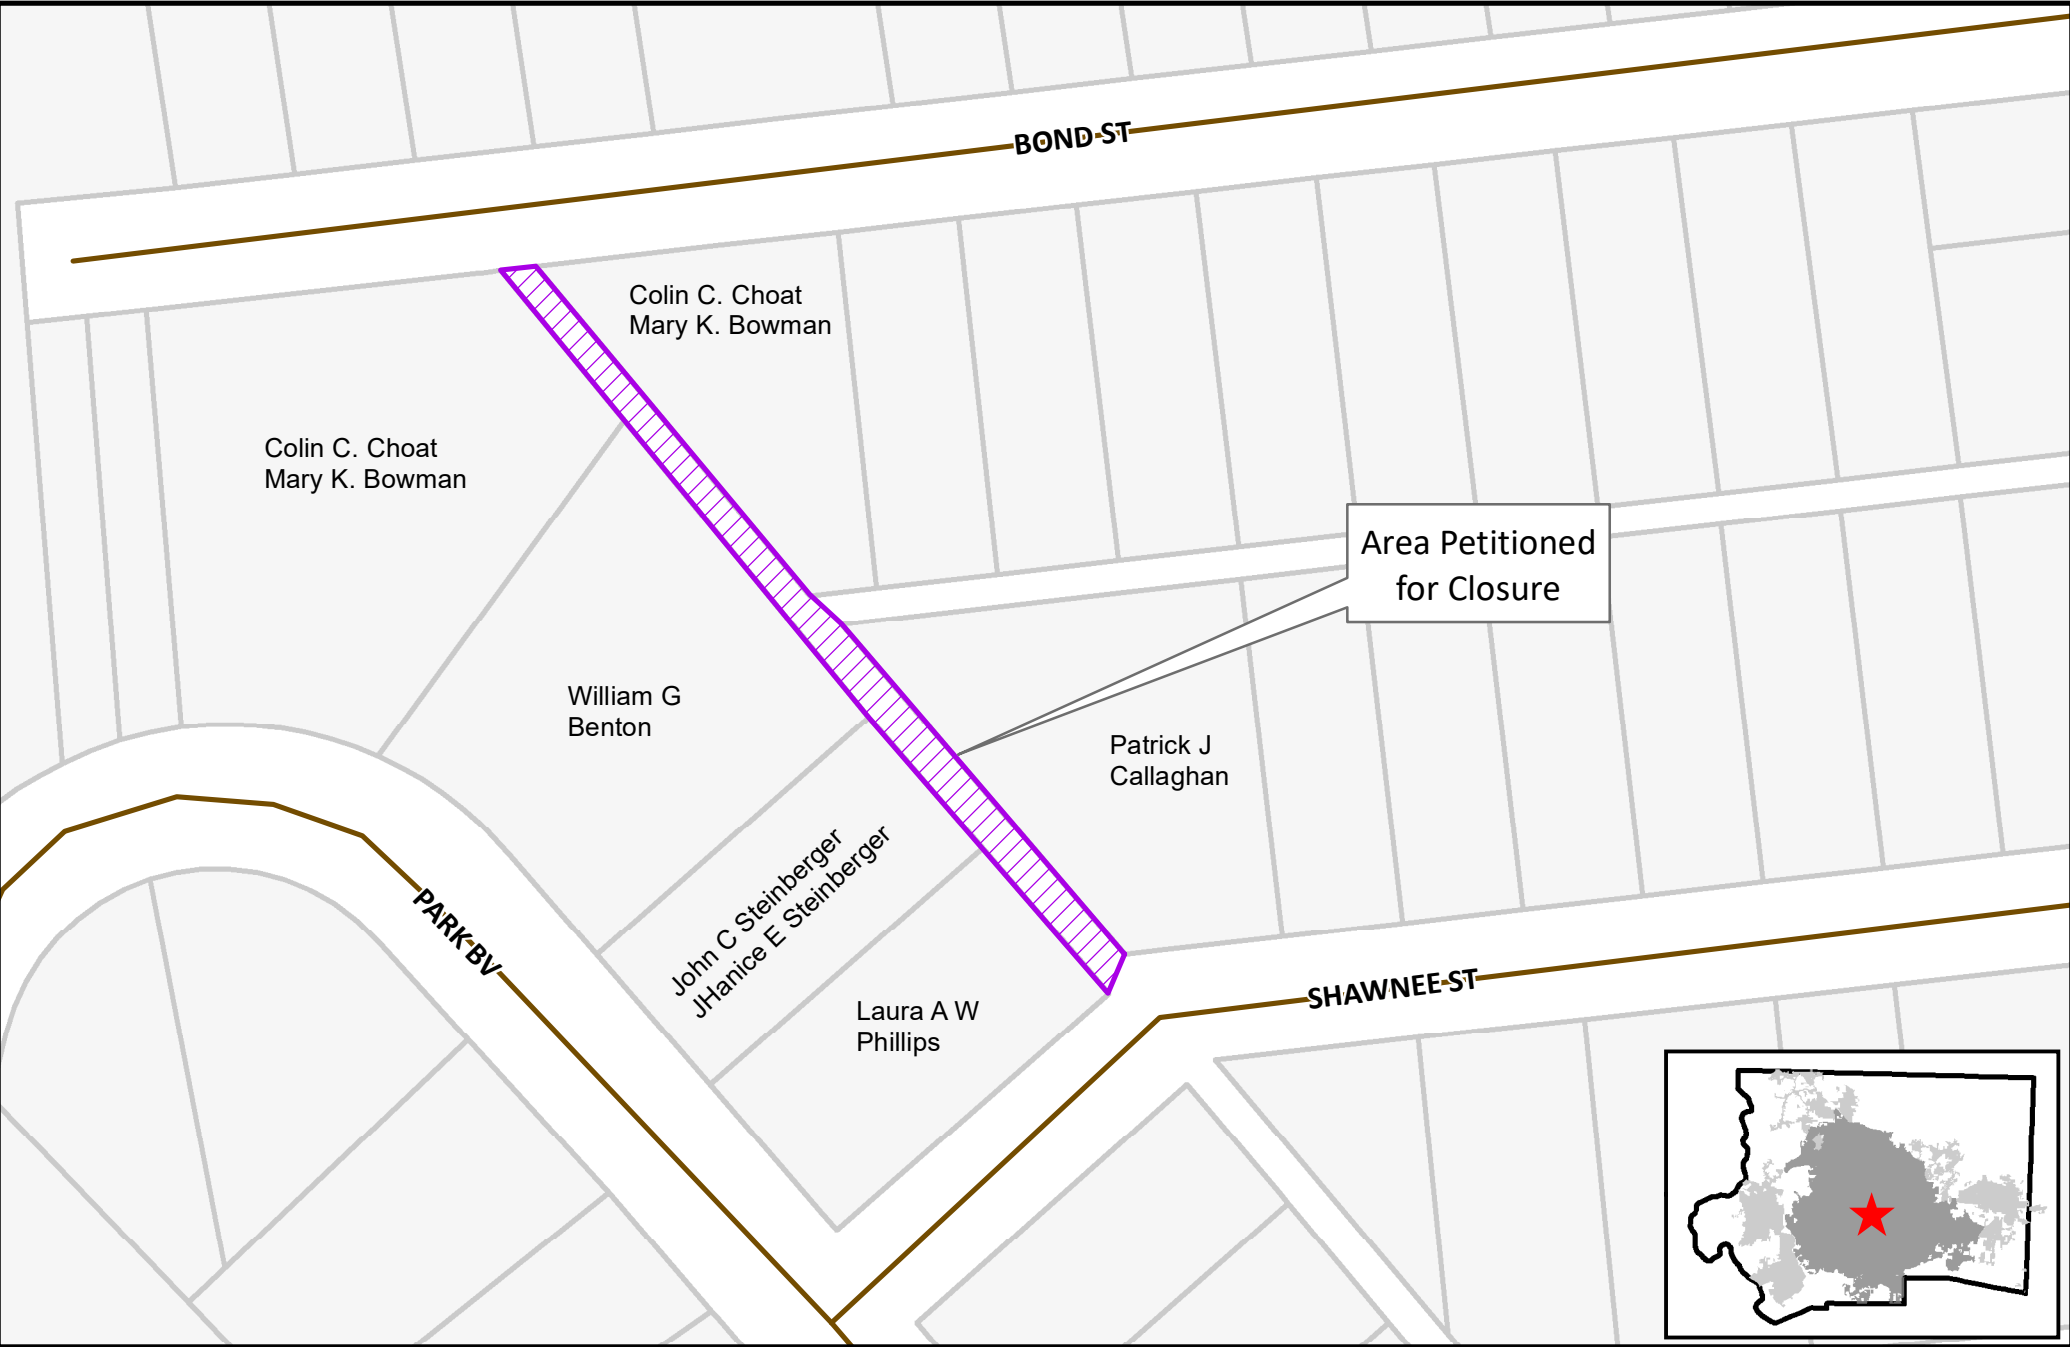 BOND ST
Colin C. Choat
Mary K. Bowman
Colin C. Choat
Mary K. Bowman
Area Petitioned
for Closure
William G
Benton
Patrick J
Callaghan
John C Steinberger
JHanice E Steinberger
PARK BV
Laura A W
Phillips
SHAWNEE ST